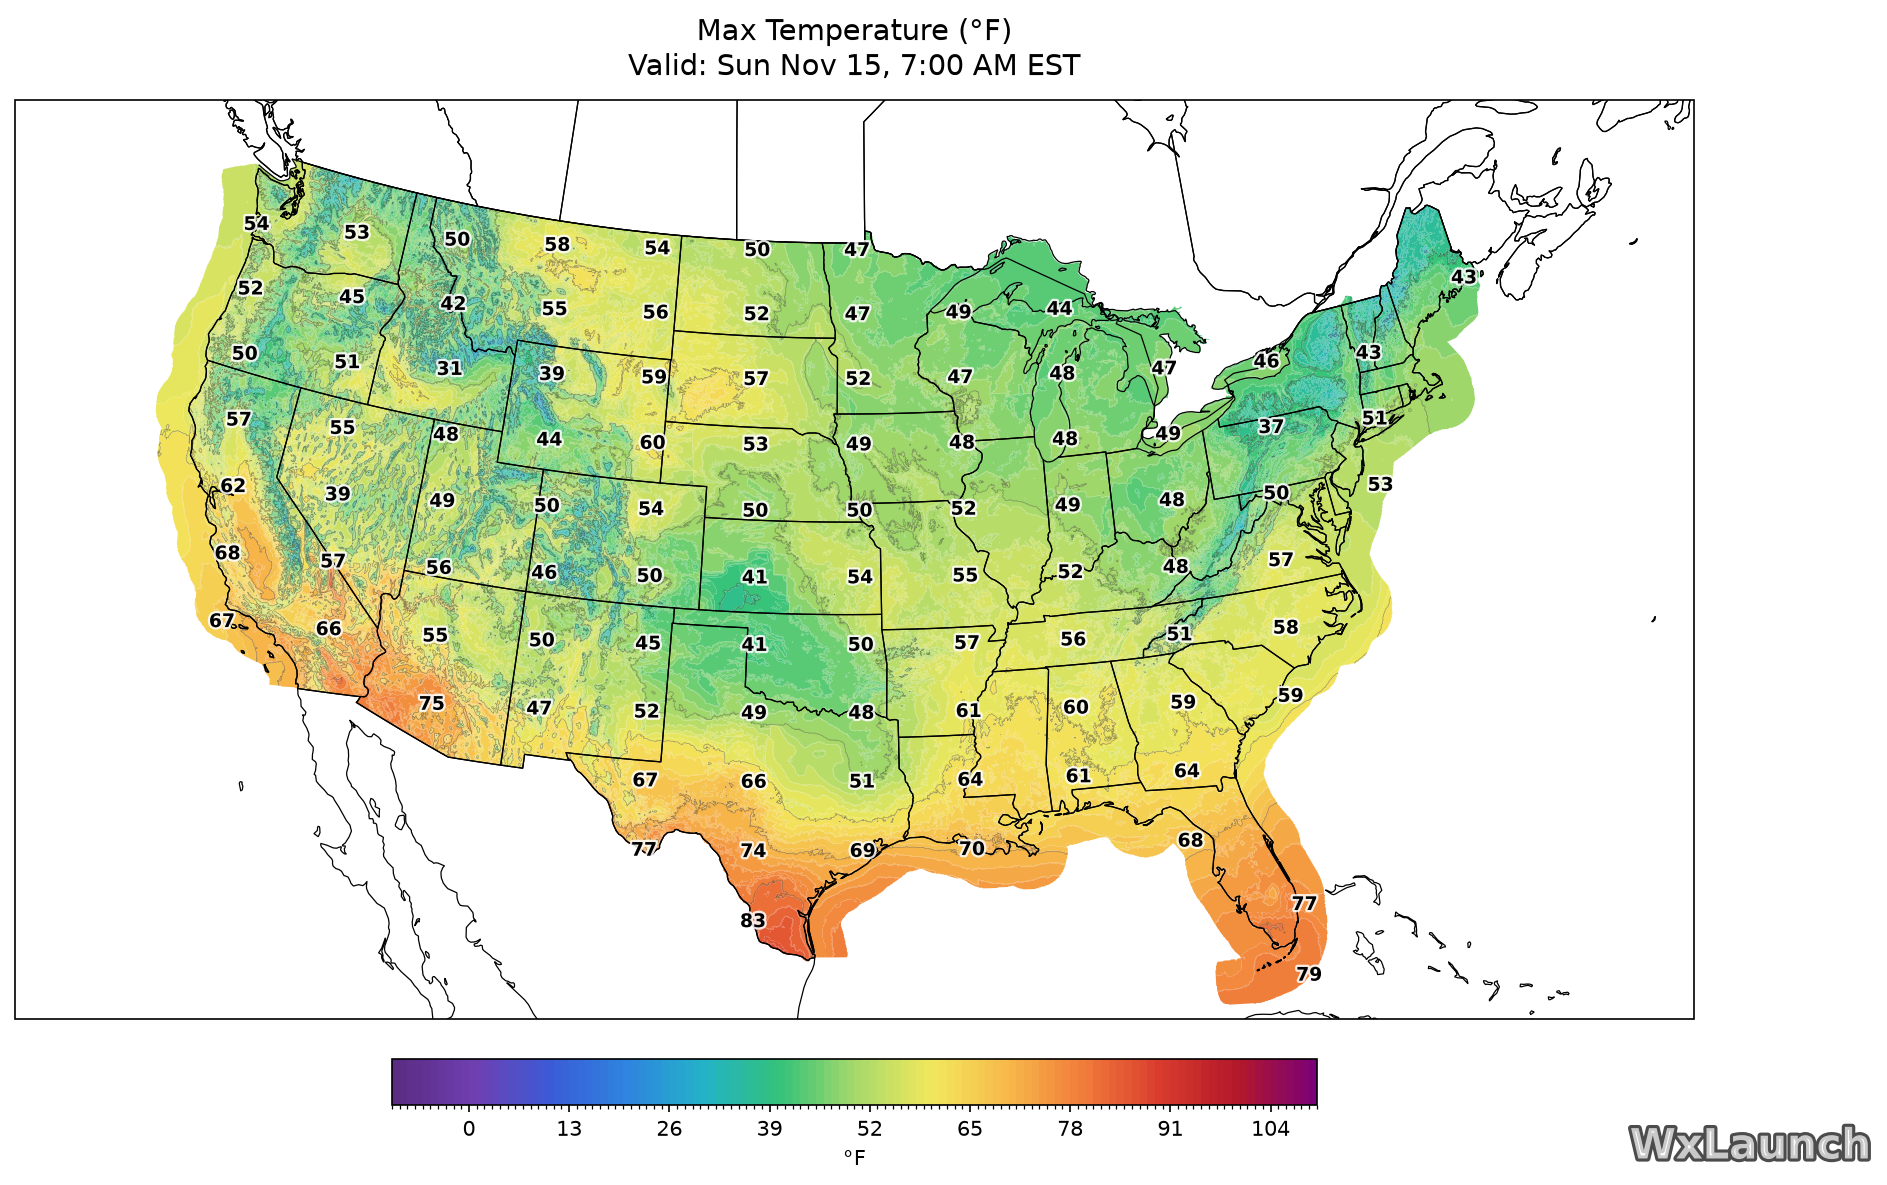 Max Temperature (°F)
Valid: Sun Nov 15, 7:00 AM EST
54 53 50 58 54 50 47 43
52 45 42 55 56 52 47 49 44
50 51 31 39 59 57 52 47 48 47 46 43
57 55 48 44 60 53 49 48 48 49 37 51
62 39 49 50 54 50 50 52 49 48 50 53
68 57 56 46 50 41 54 55 52 48 57
67 66 55 50 45 41 50 57 56 51 58
75 47 52 49 48 61 60 59 59
67 66 51 64 61 64
77 74 69 70 68
83 77
79
0 13 26 39 52 65 78 91 104
°F
WxLaunch